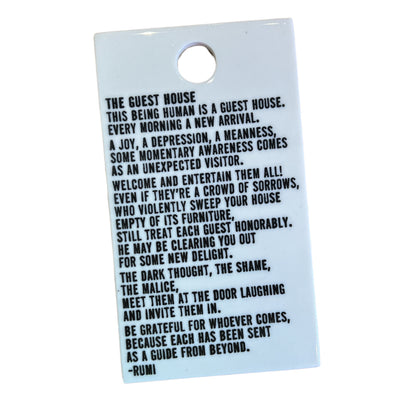 THE GUEST HOUSE
THIS BEING HUMAN IS A GUEST HOUSE.
EVERY MORNING A NEW ARRIVAL.
A JOY, A DEPRESSION, A MEANNESS,
SOME MOMENTARY AWARENESS COMES
AS AN UNEXPECTED VISITOR.
WELCOME AND ENTERTAIN THEM ALL!
EVEN IF THEY'RE A CROWD OF SORROWS,
WHO VIOLENTLY SWEEP YOUR HOUSE
EMPTY OF ITS FURNITURE,
STILL TREAT EACH GUEST HONORABLY.
HE MAY BE CLEARING YOU OUT
FOR SOME NEW DELIGHT.
THE DARK THOUGHT, THE SHAME,
THE MALICE,
MEET THEM AT THE DOOR LAUGHING
AND INVITE THEM IN.
BE GRATEFUL FOR WHOEVER COMES,
BECAUSE EACH HAS BEEN SENT
AS A GUIDE FROM BEYOND.
-RUMI